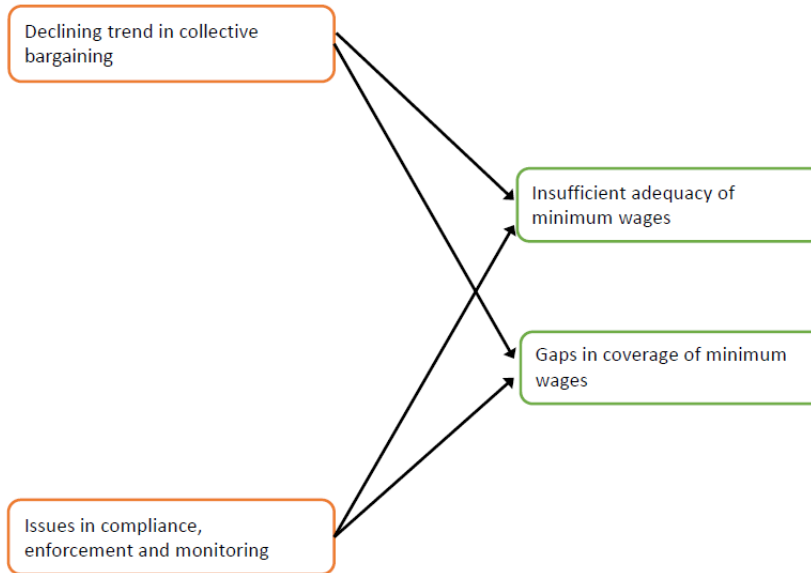 Declining trend in collective
bargaining
Insufficient adequacy of
minimum wages
Gaps in coverage of minimum
wages
Issues in compliance,
enforcement and monitoring